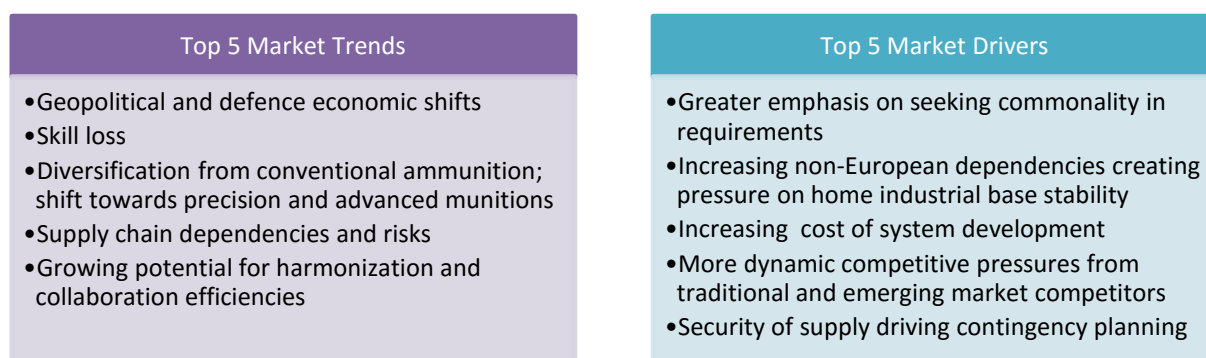 Top 5 Market Trends
•Geopolitical and defence economic shifts
•Skill loss
•Diversification from conventional ammunition;
shift towards precision and advanced munitions
•Supply chain dependencies and risks
•Growing potential for harmonization and
collaboration efficiencies
Top 5 Market Drivers
•Greater emphasis on seeking commonality in
requirements
•Increasing non-European dependencies creating
pressure on home industrial base stability
•Increasing  cost of system development
•More dynamic competitive pressures from
traditional and emerging market competitors
•Security of supply driving contingency planning